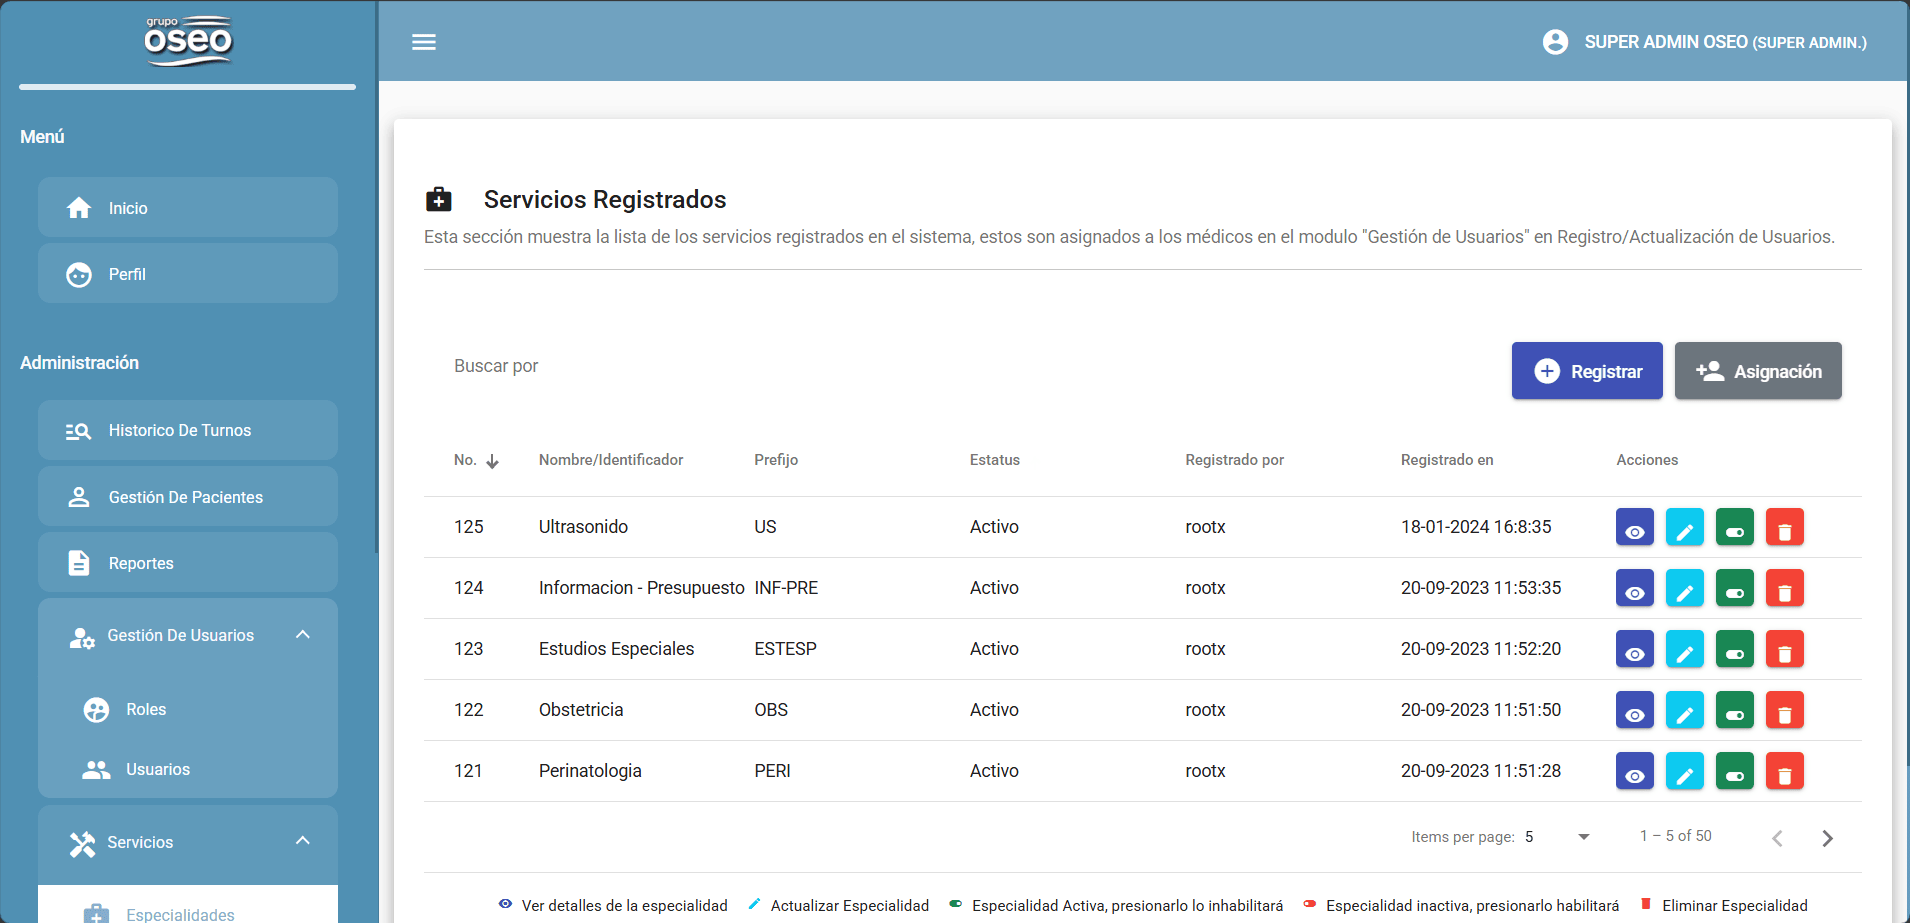 grupo
oseo
SUPER ADMIN OSEO (SUPER ADMIN.)
Menú
Inicio
Perfil
Administración
Historico De Turnos
Gestión De Pacientes
Reportes
Gestión De Usuarios
Roles
Usuarios
Servicios
Especialidades
Servicios Registrados
Esta sección muestra la lista de los servicios registrados en el sistema, estos son asignados a los médicos en el modulo "Gestión de Usuarios" en Registro/Actualización de Usuarios.
Buscar por
Registrar
Asignación
No. Nombre/Identificador Prefijo Estatus Registrado por Registrado en Acciones
125 Ultrasonido US Activo rootx 18-01-2024 16:8:35
124 Informacion - Presupuesto INF-PRE Activo rootx 20-09-2023 11:53:35
123 Estudios Especiales ESTESP Activo rootx 20-09-2023 11:52:20
122 Obstetricia OBS Activo rootx 20-09-2023 11:51:50
121 Perinatologia PERI Activo rootx 20-09-2023 11:51:28
Items per page: 5 1 – 5 of 50
Ver detalles de la especialidad Actualizar Especialidad Especialidad Activa, presionarlo lo inhabilitará Especialidad inactiva, presionarlo habilitará Eliminar Especialidad